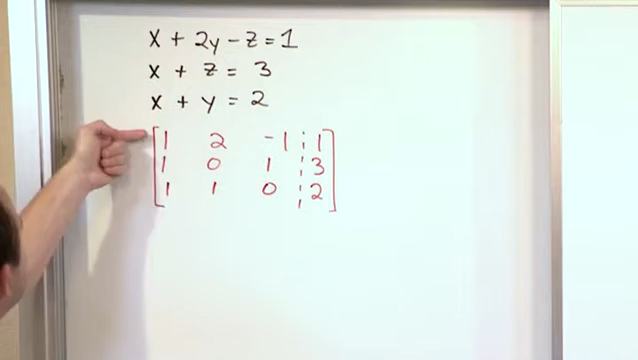 x + 2y - z = 1
x + z = 3
x + y = 2
1 2 -1 1
1 0 1 3
1 1 0 2